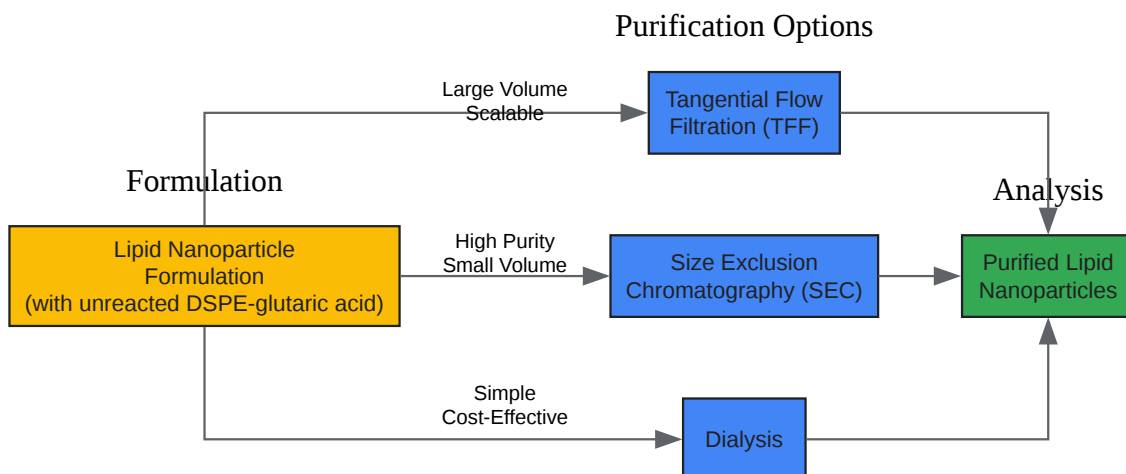 Purification Options
Large Volume
Scalable
Tangential Flow
Filtration (TFF)
Formulation
Analysis
Lipid Nanoparticle
Formulation
(with unreacted DSPE-glutaric acid)
High Purity
Small Volume
Size Exclusion
Chromatography (SEC)
Purified Lipid
Nanoparticles
Simple
Cost-Effective
Dialysis